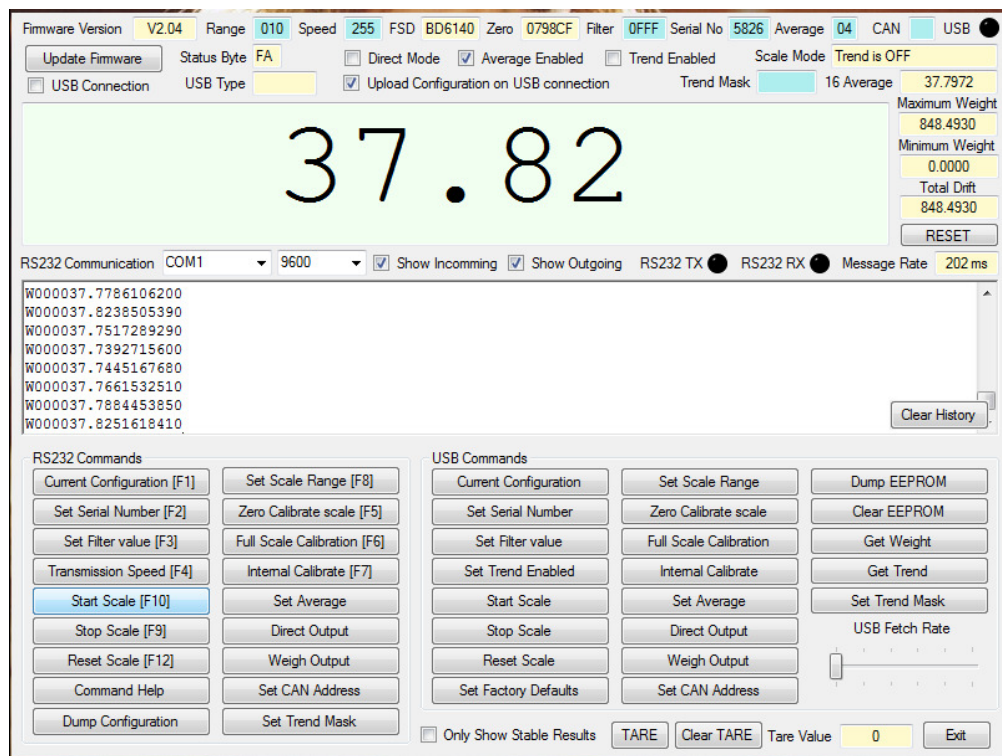 Firmware Version V2.04 Range 010 Speed 255 FSD BD6140 Zero 0798CF Filter 0FFF Serial No 5826 Average 04 CAN USB
Update Firmware Status Byte FA Direct Mode Average Enabled Trend Enabled Scale Mode Trend is OFF
USB Connection USB Type Upload Configuration on USB connection Trend Mask 16 Average 37.7972
Maximum Weight
848.4930
Minimum Weight
0.0000
Total Drift
848.4930
RESET
37.82
RS232 Communication COM1 9600 Show Incomming Show Outgoing RS232 TX RS232 RX Message Rate 202 ms
W000037.7786106200
W000037.8238505390
W000037.7517289290
W000037.7392715600
W000037.7445167680
W000037.7661532510
W000037.7884453850
W000037.8251618410
Clear History
RS232 Commands
Current Configuration [F1] Set Scale Range [F8]
Set Serial Number [F2] Zero Calibrate scale [F5]
Set Filter value [F3] Full Scale Calibration [F6]
Transmission Speed [F4] Internal Calibrate [F7]
Start Scale [F10] Set Average
Stop Scale [F9] Direct Output
Reset Scale [F12] Weigh Output
Command Help Set CAN Address
Dump Configuration Set Trend Mask
USB Commands
Current Configuration Set Scale Range Dump EEPROM
Set Serial Number Zero Calibrate scale Clear EEPROM
Set Filter value Full Scale Calibration Get Weight
Set Trend Enabled Internal Calibrate Get Trend
Start Scale Set Average Set Trend Mask
Stop Scale Direct Output USB Fetch Rate
Reset Scale Weigh Output
Set Factory Defaults Set CAN Address
Only Show Stable Results TARE Clear TARE Tare Value 0 Exit